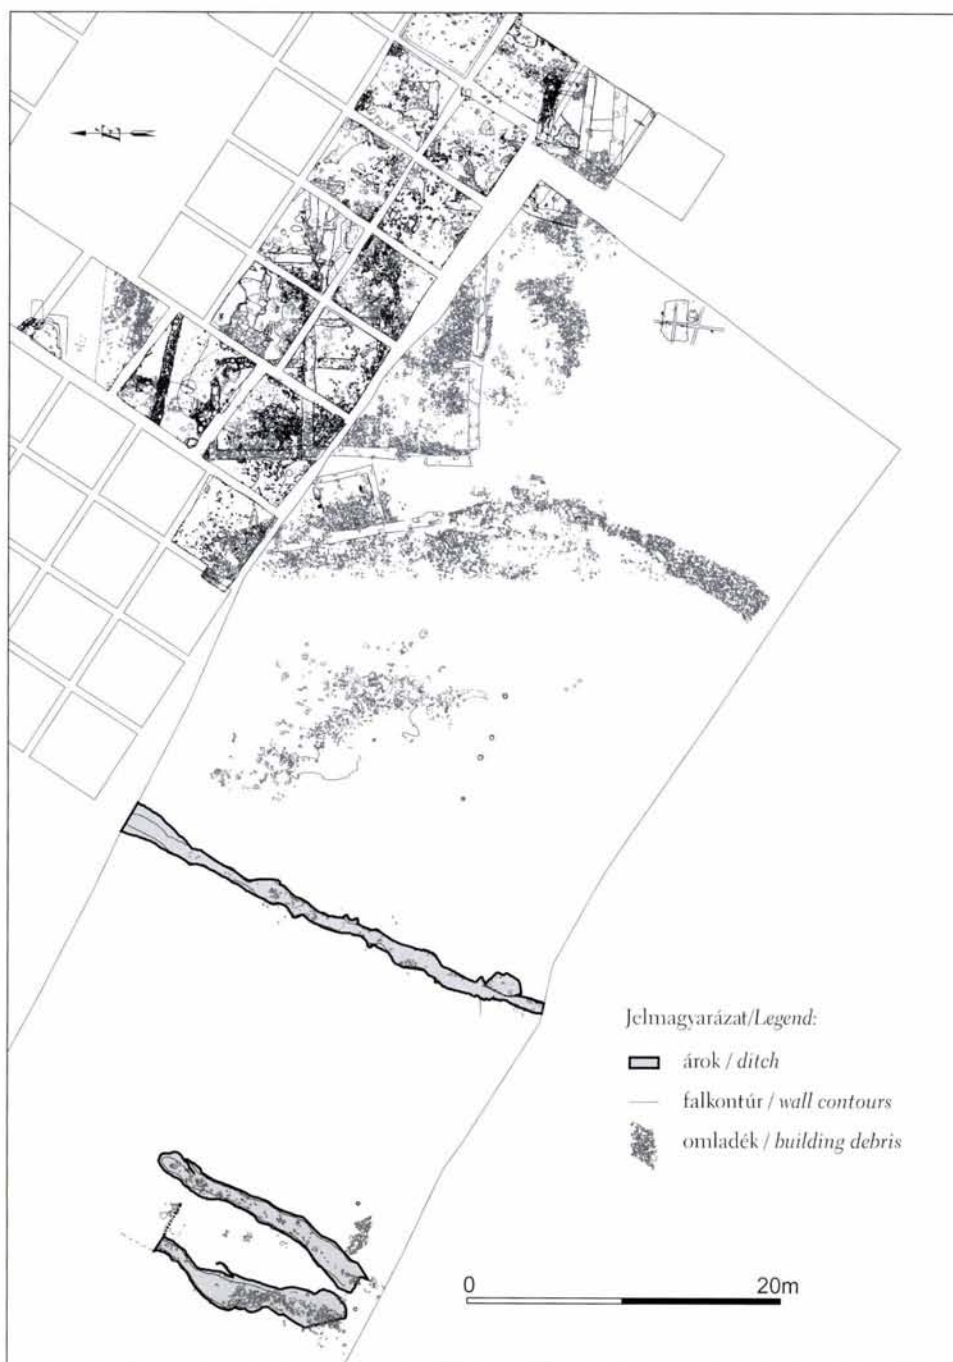 É
Jelmagyarázat/Legend:
árok / ditch
falkontúr / wall contours
omladék / building debris
0 20m